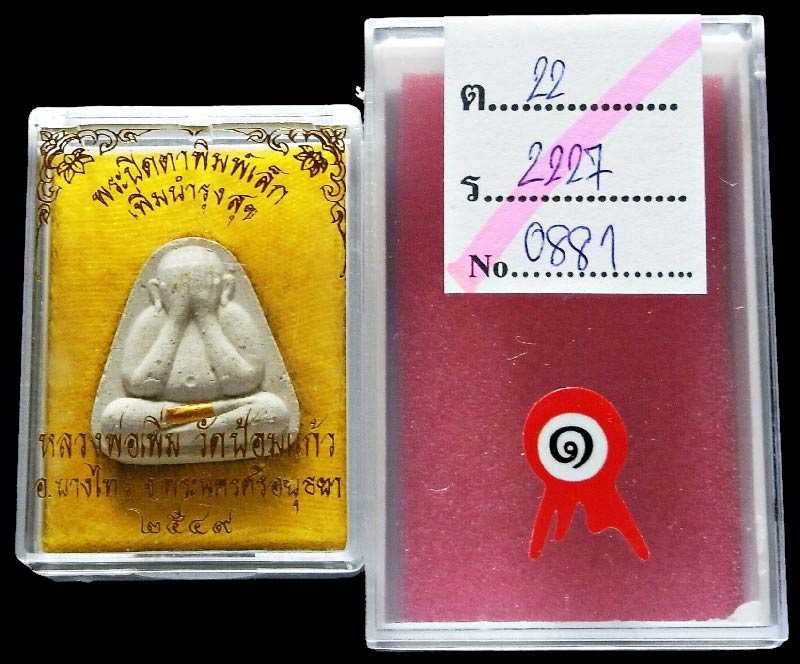 พระปิดตาพิมพ์เล็ก
เพิ่มบำรุงสุข
หลวงพ่อเพิ่ม วัดป้อมแก้ว
อ.บางไทร จ.พระนครศรีอยุธยา
๒๕๔๙
ต.....22.....
ร.....2227.....
No.....0881.....
๑